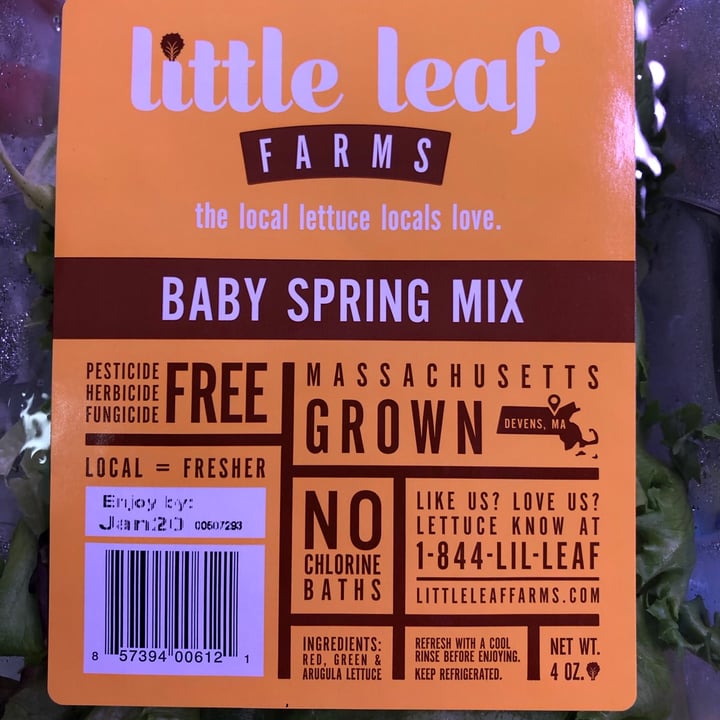 little leaf
FARMS
the local lettuce locals love.
BABY SPRING MIX
PESTICIDE
HERBICIDE
FUNGICIDE
FREE
LOCAL = FRESHER
Enjoy by:
Jan20 00507293
8 57394 00612 1
MASSACHUSETTS
GROWN
DEVENS, MA
NO
CHLORINE
BATHS
LIKE US? LOVE US?
LETTUCE KNOW AT
1-844-LIL-LEAF
LITTLELEAFFARMS.COM
INGREDIENTS:
RED, GREEN &
ARUGULA LETTUCE
REFRESH WITH A COOL
RINSE BEFORE ENJOYING.
KEEP REFRIGERATED.
NET WT.
4 OZ.